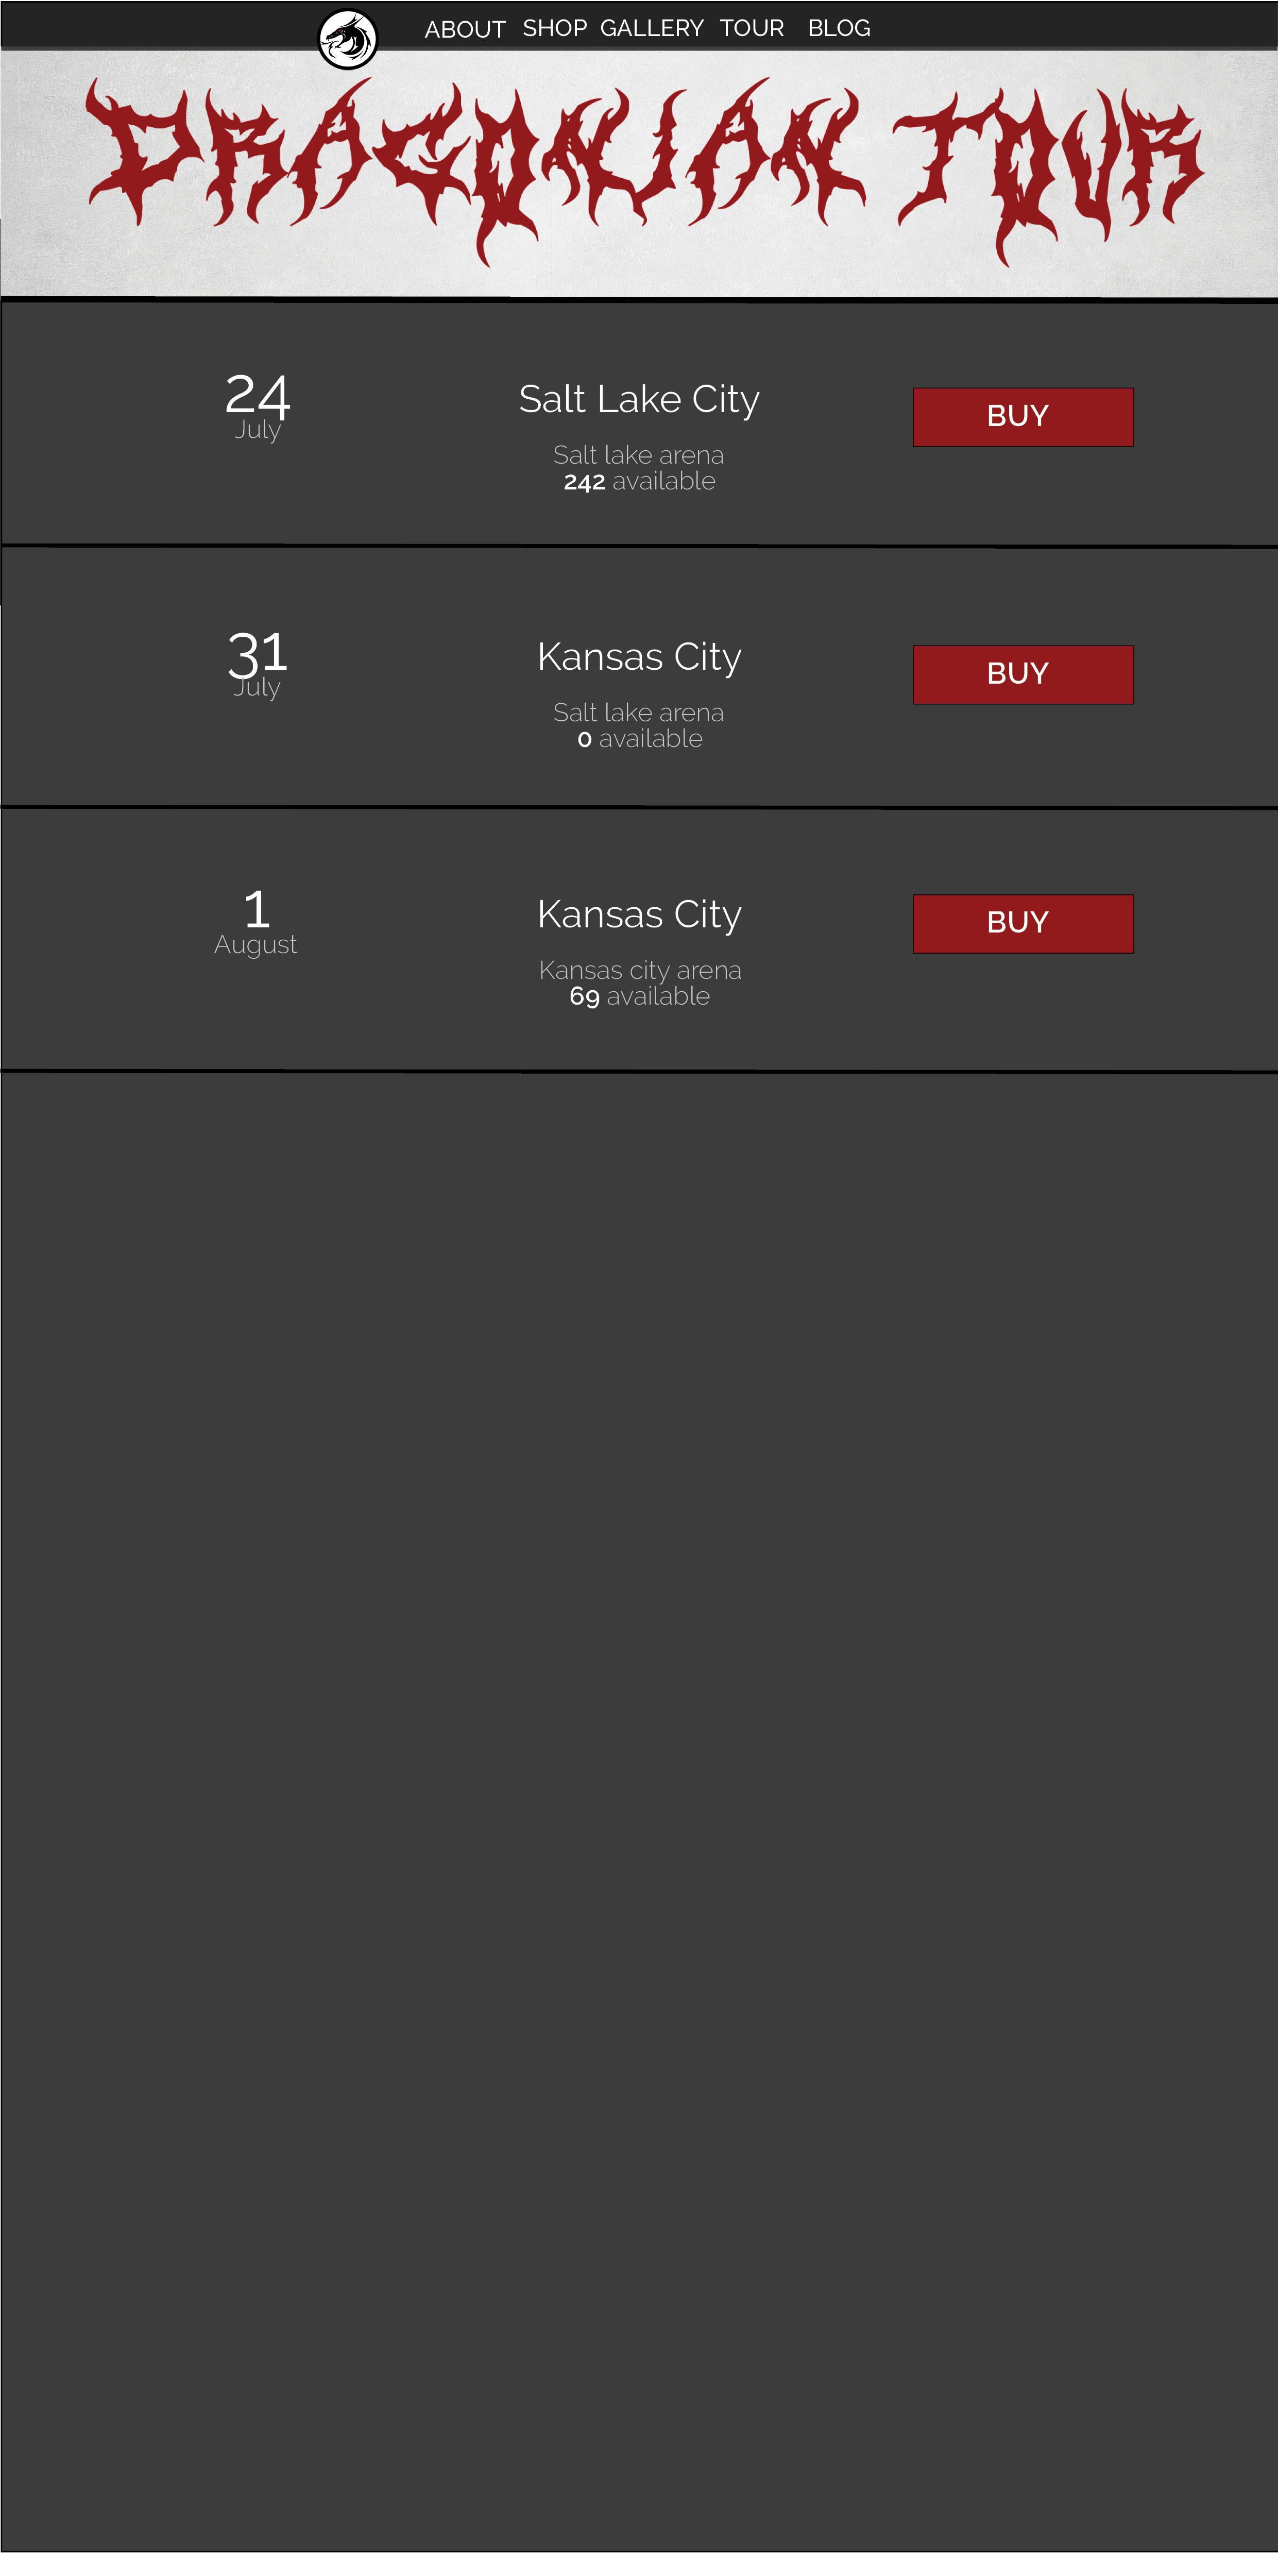 ABOUT SHOP GALLERY TOUR BLOG
DRAGONIAN TOUR
24
July
Salt Lake City
Salt lake arena
242 available
BUY
31
July
Kansas City
Salt lake arena
0 available
BUY
1
August
Kansas City
Kansas city arena
69 available
BUY